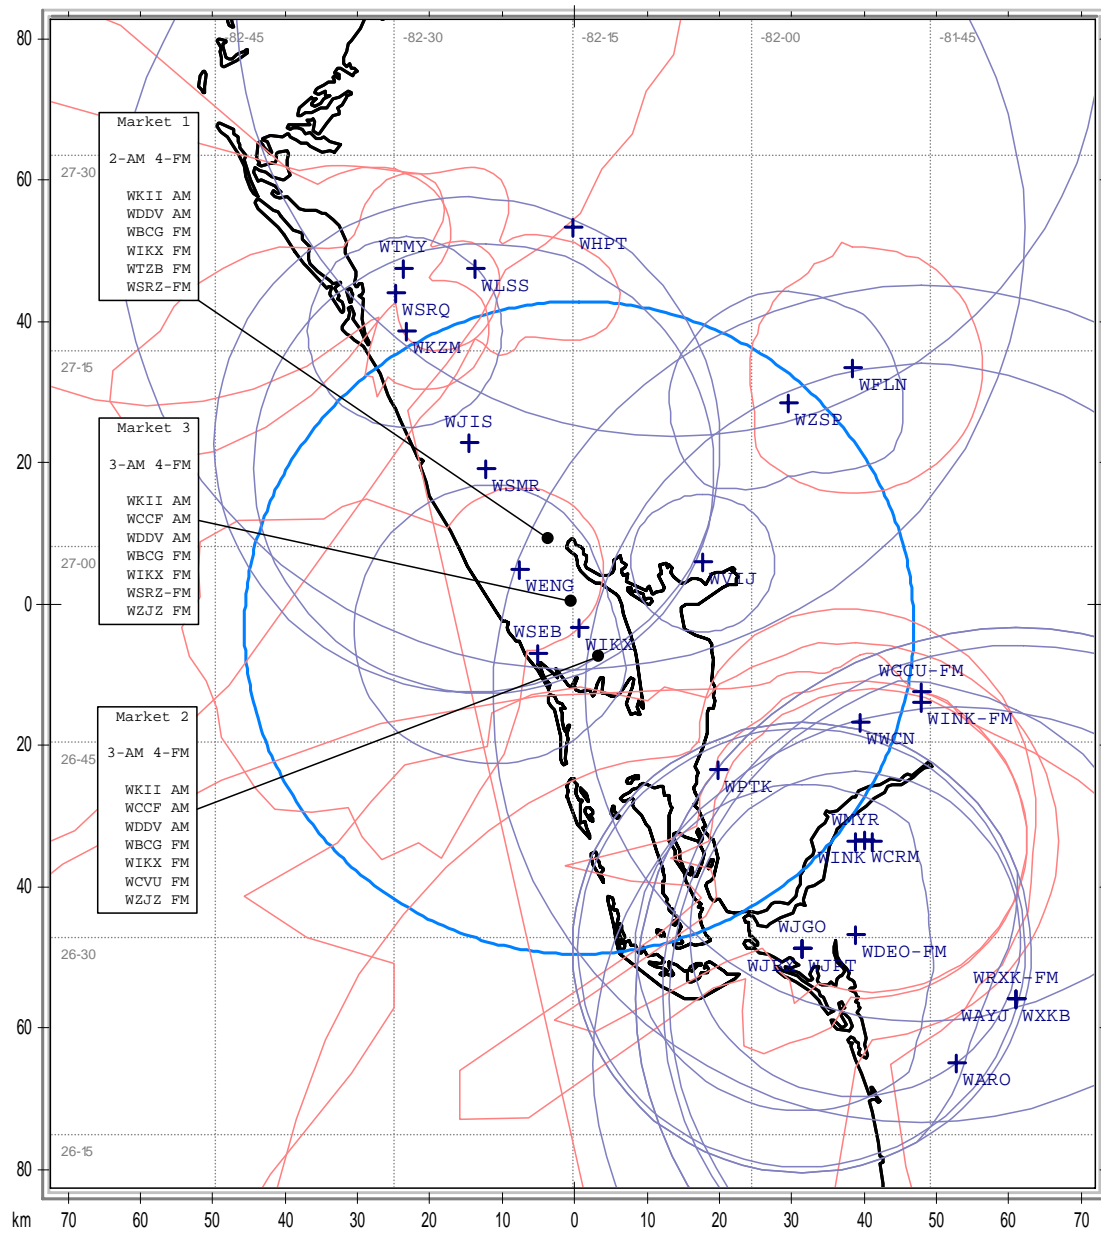 80
-82-45
-82-30
-82-15
-82-00
-81-45
Market 1
2-AM 4-FM
WKII AM
WDDV AM
WBCG FM
WIKX FM
WTZB FM
WSRZ-FM
60
27-30
WHPT
WTMY
WLSS
WSRQ
WKZM
40
27-15
WFLN
WZSP
WJIS
WSMR
Market 3
3-AM 4-FM
WKII AM
WCCF AM
WDDV AM
WBCG FM
WIKX FM
WSRZ-FM
WZJZ FM
20
27-00
WENG
WVIJ
0
WSEB
WIKX
WGCU-FM
WINK-FM
WWCN
Market 2
3-AM 4-FM
WKII AM
WCCF AM
WDDV AM
WBCG FM
WIKX FM
WCVU FM
WZJZ FM
20
26-45
WPTK
WMYR
WINK
WCRM
40
26-30
WJGO
WDEO-FM
WJPT
WRXK-FM
WAYJ
WXKB
60
WARO
26-15
80
km
70
60
50
40
30
20
10
0
10
20
30
40
50
60
70